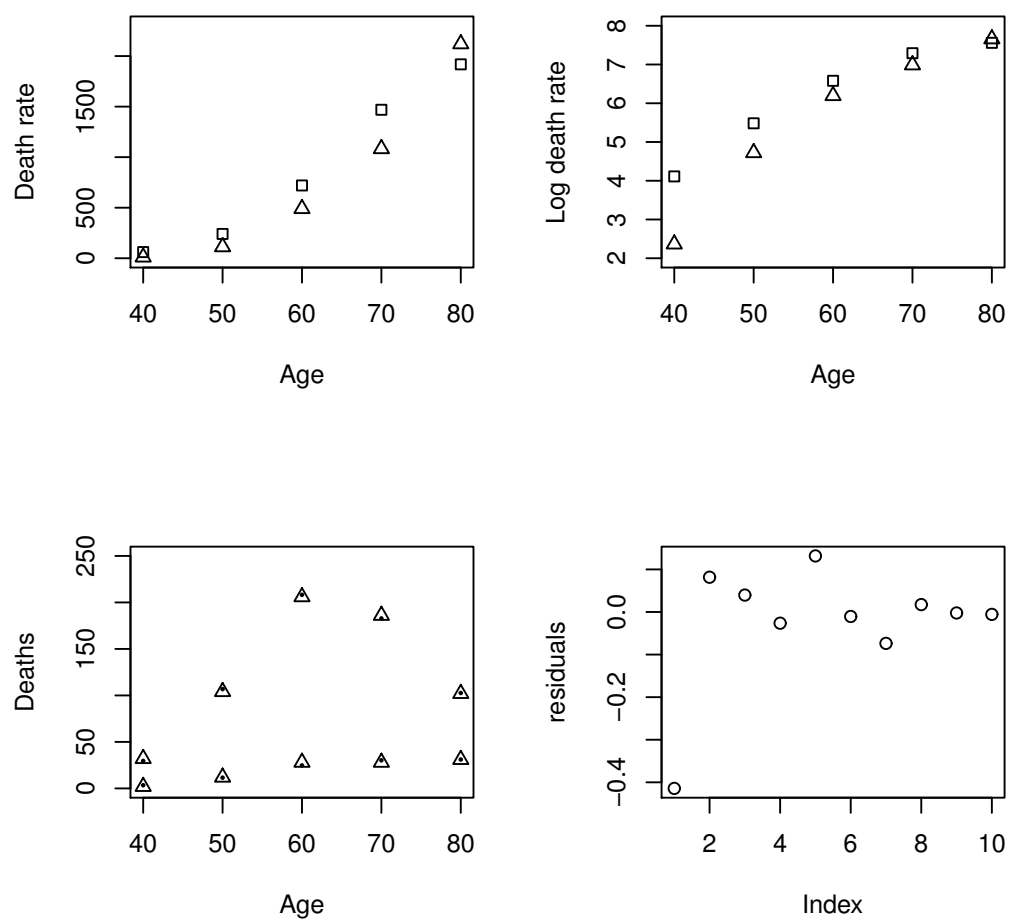 Death rate
0 500 1500
40 50 60 70 80
Age
Log death rate
2 3 4 5 6 7 8
40 50 60 70 80
Age
Deaths
0 50 150 250
40 50 60 70 80
Age
residuals
−0.4 −0.2 0.0
2 4 6 8 10
Index